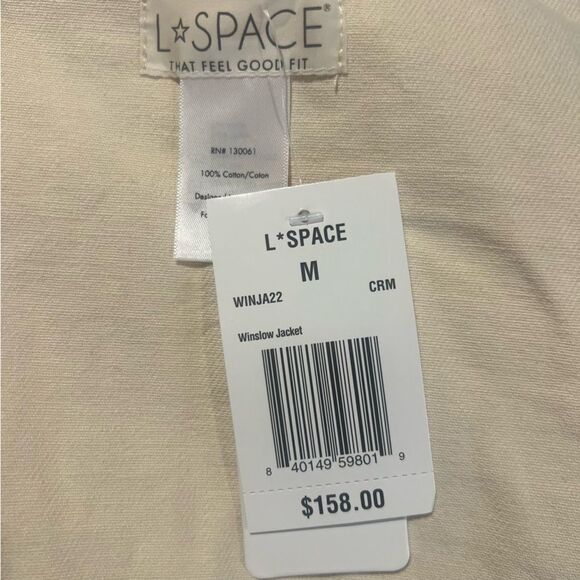 L☆SPACE®
THAT FEEL GOOD FIT
RN# 130061
100% Cotton/Coton
L*SPACE
M
WINJA22 CRM
Winslow Jacket
8 40149 59801 9
$158.00